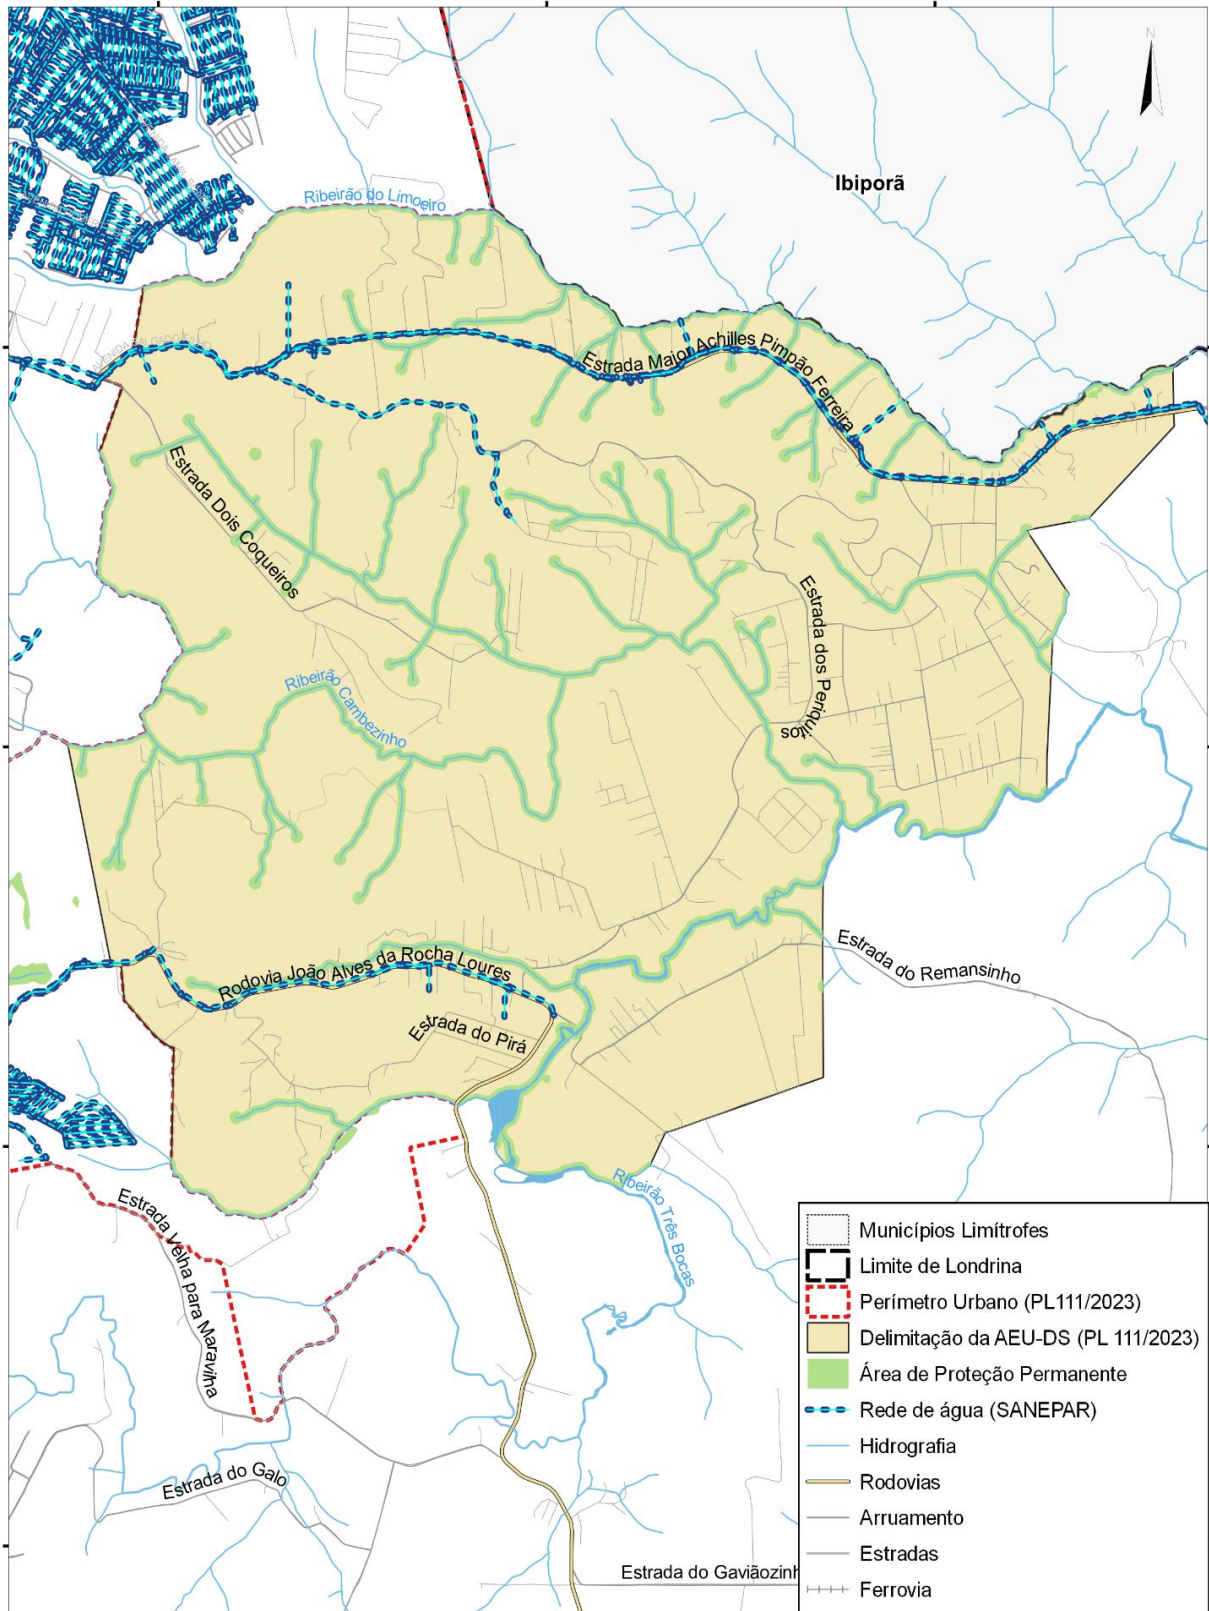 N
Ibiporã
Ribeirão do Limoeiro
Estrada Major Achilles Pimpão Ferreira
Estrada Dois Coqueiros
Estrada dos Periquitos
Ribeirão Cambezinho
Rodovia João Alves da Rocha Loures
Estrada do Remansinho
Estrada do Pirá
Ribeirão Três Bocas
Estrada Velha para Maravilha
Estrada do Galo
Estrada do Gaviãozinh
Municípios Limítrofes
Limite de Londrina
Perímetro Urbano (PL111/2023)
Delimitação da AEU-DS (PL 111/2023)
Área de Proteção Permanente
Rede de água (SANEPAR)
Hidrografia
Rodovias
Arruamento
Estradas
Ferrovia